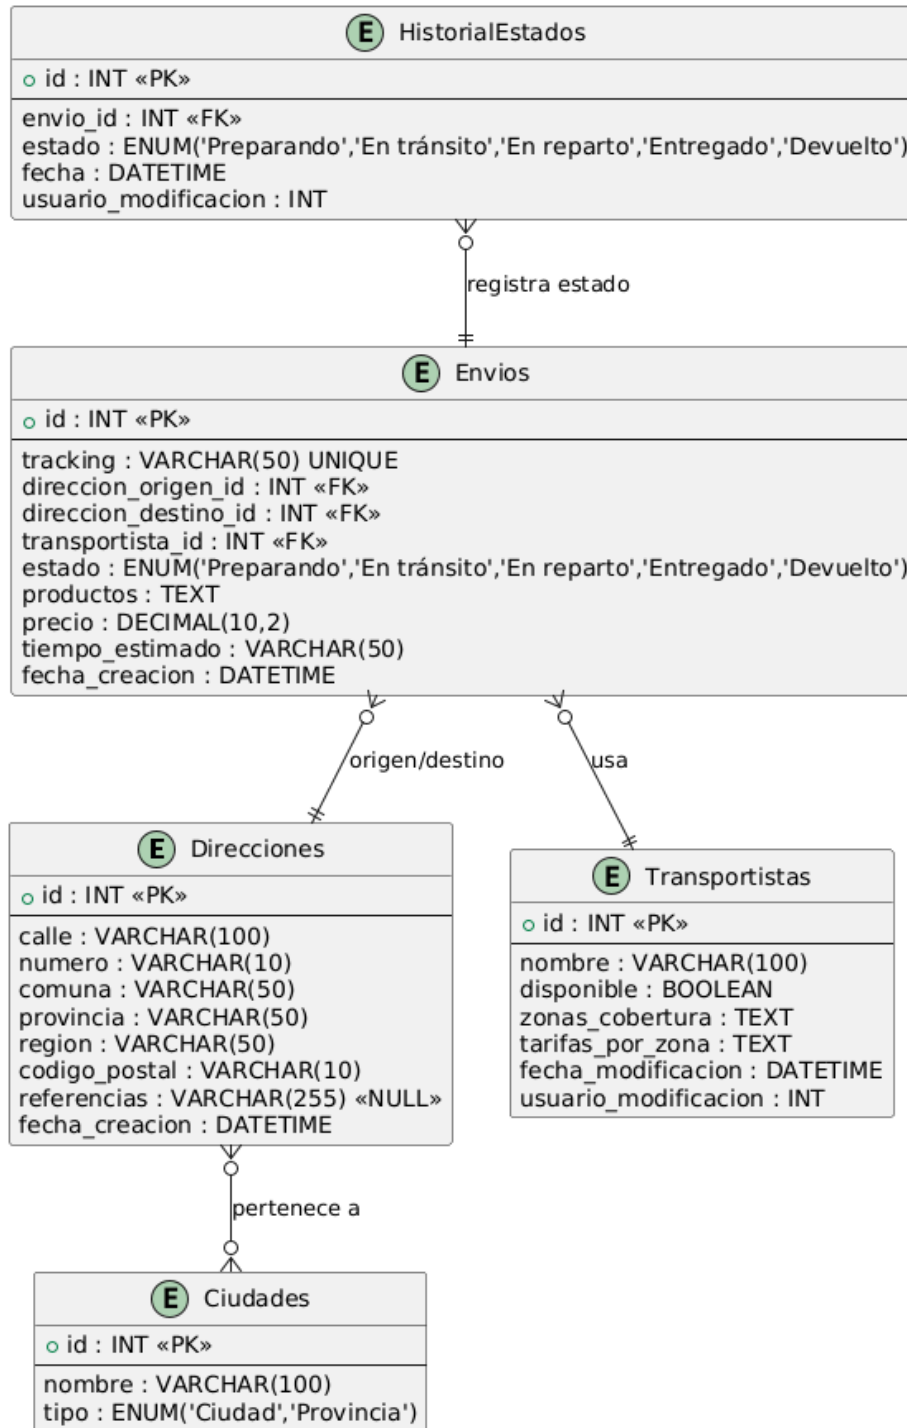 E HistorialEstados
id : INT «PK»
envio_id : INT «FK»
estado : ENUM('Preparando','En tránsito','En reparto','Entregado','Devuelto')
fecha : DATETIME
usuario_modificacion : INT
registra estado
E Envios
id : INT «PK»
tracking : VARCHAR(50) UNIQUE
direccion_origen_id : INT «FK»
direccion_destino_id : INT «FK»
transportista_id : INT «FK»
estado : ENUM('Preparando','En tránsito','En reparto','Entregado','Devuelto')
productos : TEXT
precio : DECIMAL(10,2)
tiempo_estimado : VARCHAR(50)
fecha_creacion : DATETIME
origen/destino
usa
E Direcciones
id : INT «PK»
calle : VARCHAR(100)
numero : VARCHAR(10)
comuna : VARCHAR(50)
provincia : VARCHAR(50)
region : VARCHAR(50)
codigo_postal : VARCHAR(10)
referencias : VARCHAR(255) «NULL»
fecha_creacion : DATETIME
E Transportistas
id : INT «PK»
nombre : VARCHAR(100)
disponible : BOOLEAN
zonas_cobertura : TEXT
tarifas_por_zona : TEXT
fecha_modificacion : DATETIME
usuario_modificacion : INT
pertenece a
E Ciudades
id : INT «PK»
nombre : VARCHAR(100)
tipo : ENUM('Ciudad','Provincia')